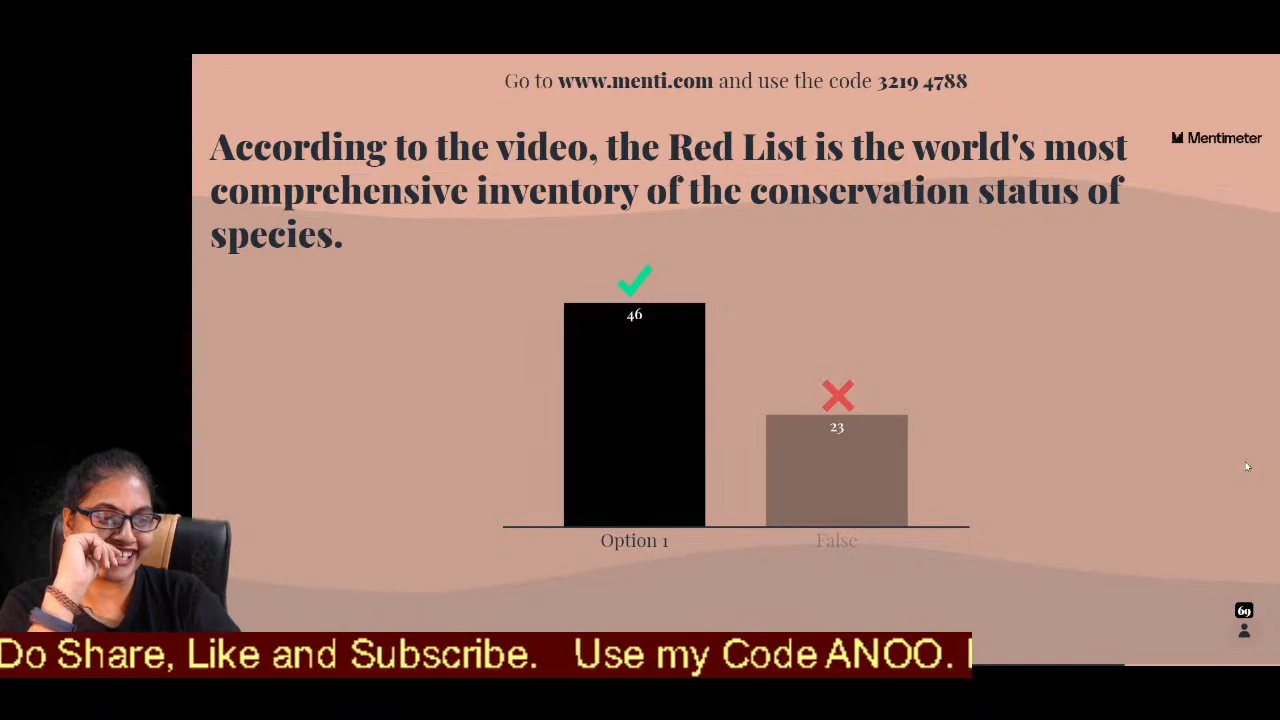 Go to www.menti.com and use the code 3219 4788
Mentimeter
According to the video, the Red List is the world's most
comprehensive inventory of the conservation status of
species.
46
23
Option 1
False
69
Do Share, Like and Subscribe. Use my Code ANOO.